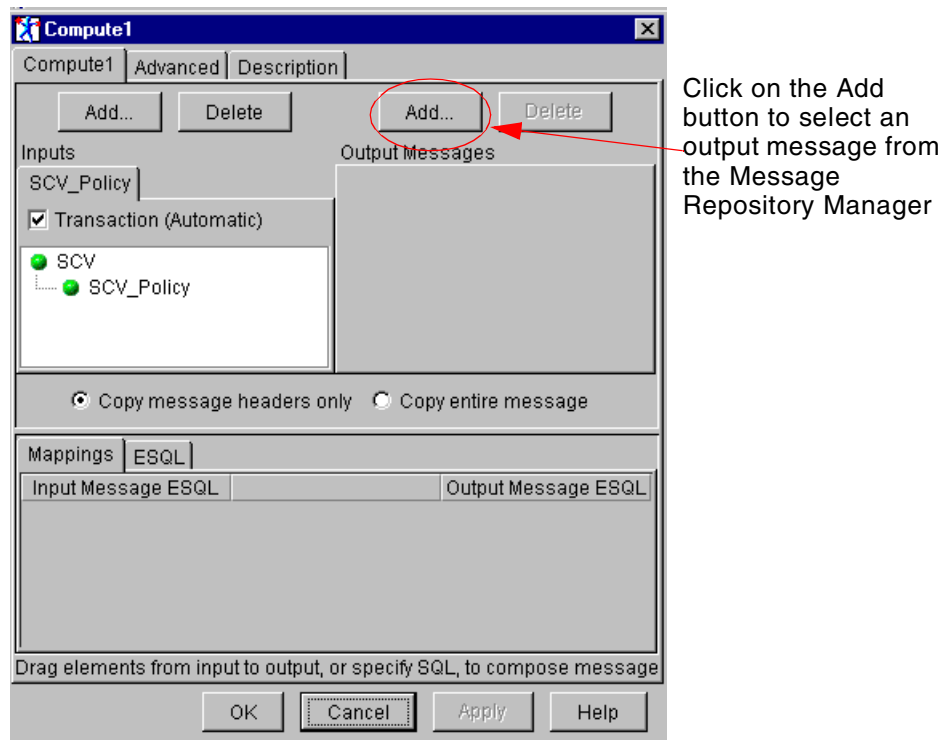 Compute1
Compute1 Advanced Description
Add... Delete Add... Delete
Inputs Output Messages
SCV_Policy
Transaction (Automatic)
SCV
SCV_Policy
Copy message headers only Copy entire message
Mappings ESQL
Input Message ESQL Output Message ESQL
Drag elements from input to output, or specify SQL, to compose message
OK Cancel Apply Help
Click on the Add
button to select an
output message from
the Message
Repository Manager